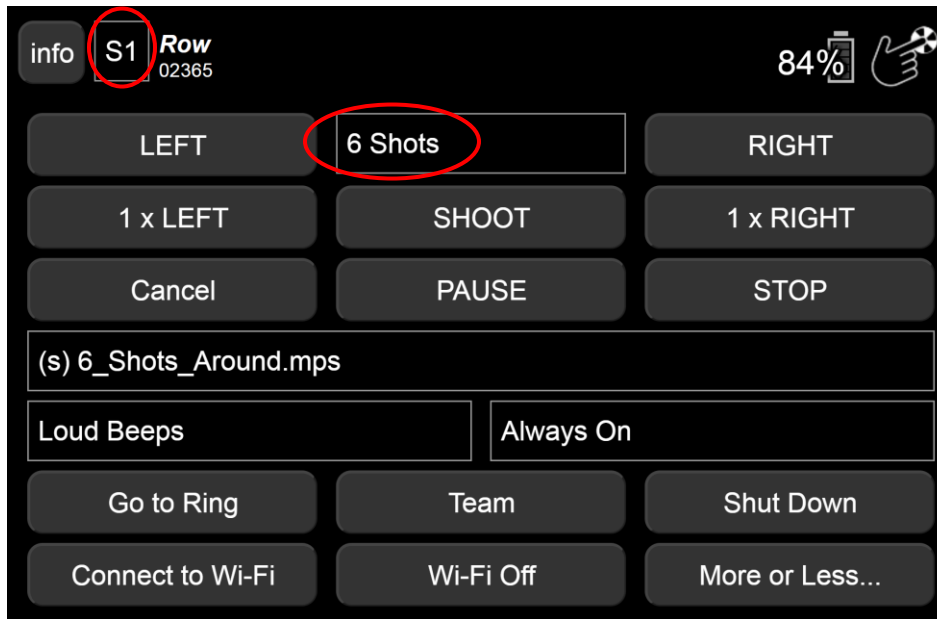 info S1 Row 84%
02365
LEFT 6 Shots RIGHT
1 x LEFT SHOOT 1 x RIGHT
Cancel PAUSE STOP
(s) 6_Shots_Around.mps
Loud Beeps Always On
Go to Ring Team Shut Down
Connect to Wi-Fi Wi-Fi Off More or Less...